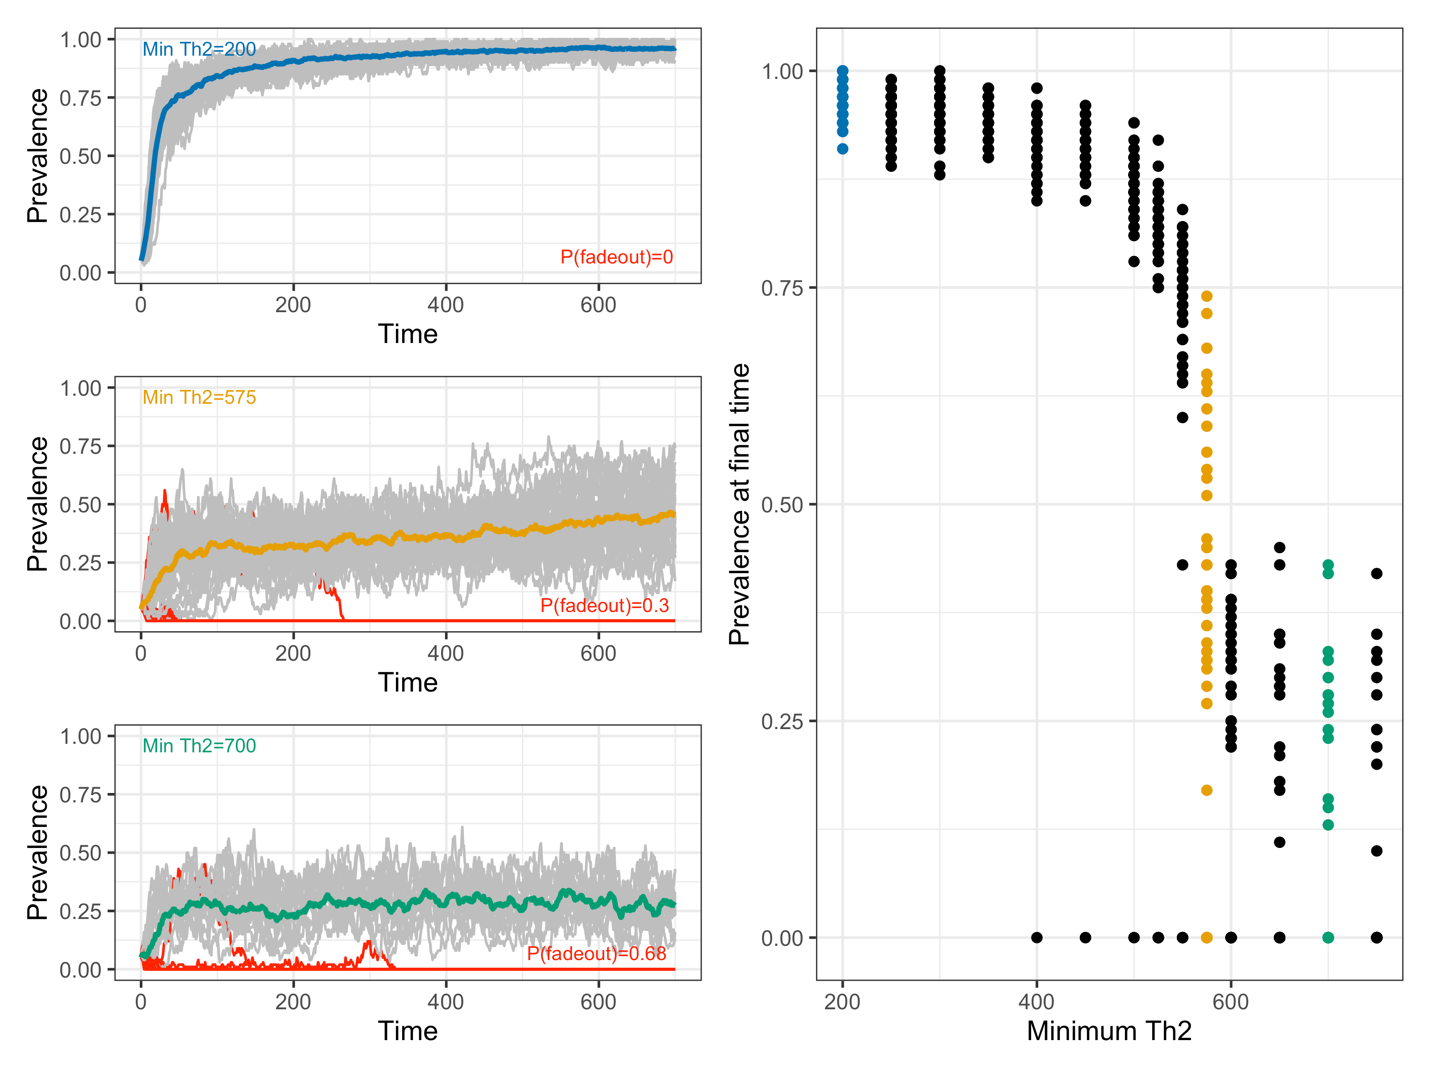 1.00
0.75
0.50
0.25
0.00
Prevalence
Min Th2=200
P(fadeout)=0
0
200
400
600
Time
1.00
0.75
0.50
0.25
0.00
Prevalence
Min Th2=575
P(fadeout)=0.3
0
200
400
600
Time
1.00
0.75
0.50
0.25
0.00
Prevalence
Min Th2=700
P(fadeout)=0.68
0
200
400
600
Time
1.00
0.75
0.50
0.25
0.00
Prevalence at final time
200
400
600
Minimum Th2